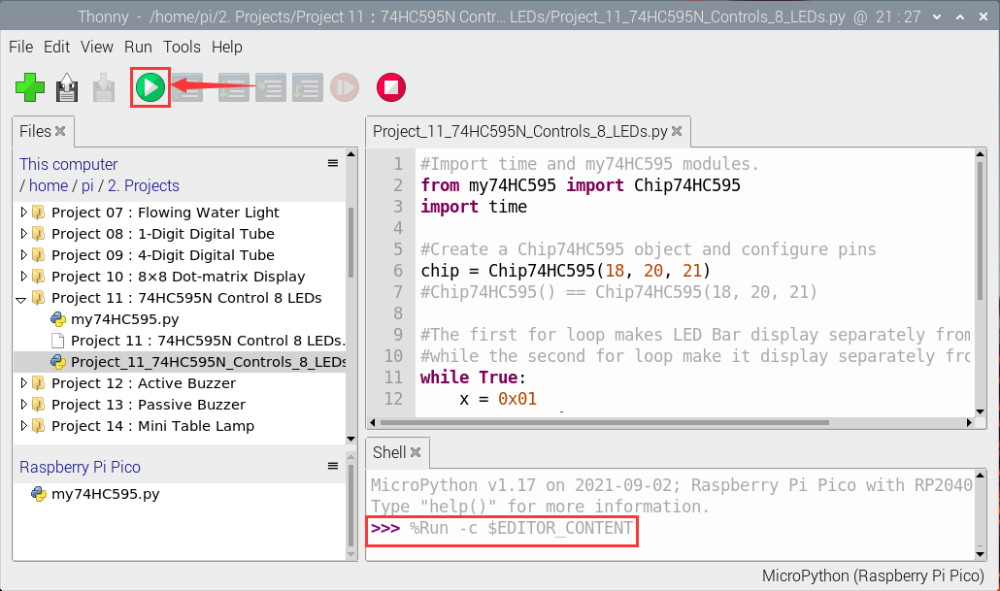 Thonny - /home/pi/2. Projects/Project 11 : 74HC595N Contr... LEDs/Project_11_74HC595N_Controls_8_LEDs.py @ 21 : 27
File Edit View Run Tools Help
Files
Project_11_74HC595N_Controls_8_LEDs.py
This computer
/ home / pi / 2. Projects
Project 07 : Flowing Water Light
Project 08 : 1-Digit Digital Tube
Project 09 : 4-Digit Digital Tube
Project 10 : 8×8 Dot-matrix Display
Project 11 : 74HC595N Control 8 LEDs
my74HC595.py
Project 11 : 74HC595N Control 8 LEDs.
Project_11_74HC595N_Controls_8_LEDs
Project 12 : Active Buzzer
Project 13 : Passive Buzzer
Project 14 : Mini Table Lamp
Raspberry Pi Pico
my74HC595.py
1 #Import time and my74HC595 modules.
2 from my74HC595 import Chip74HC595
3 import time
4
5 #Create a Chip74HC595 object and configure pins
6 chip = Chip74HC595(18, 20, 21)
7 #Chip74HC595() == Chip74HC595(18, 20, 21)
8
9 #The first for loop makes LED Bar display separately from
10 #while the second for loop make it display separately fro
11 while True:
12 x = 0x01
Shell
MicroPython v1.17 on 2021-09-02; Raspberry Pi Pico with RP2040
Type "help()" for more information.
>>> %Run -c $EDITOR_CONTENT
MicroPython (Raspberry Pi Pico)